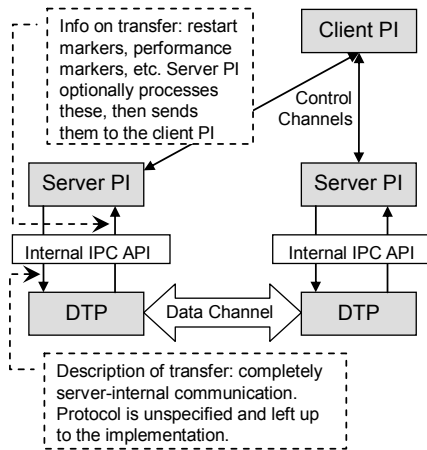 Info on transfer: restart
markers, performance
markers, etc. Server PI
optionally processes
these, then sends
them to the client PI
Client PI
Control
Channels
Server PI
Server PI
Internal IPC API
Internal IPC API
DTP
Data Channel
DTP
Description of transfer: completely
server-internal communication.
Protocol is unspecified and left up
to the implementation.